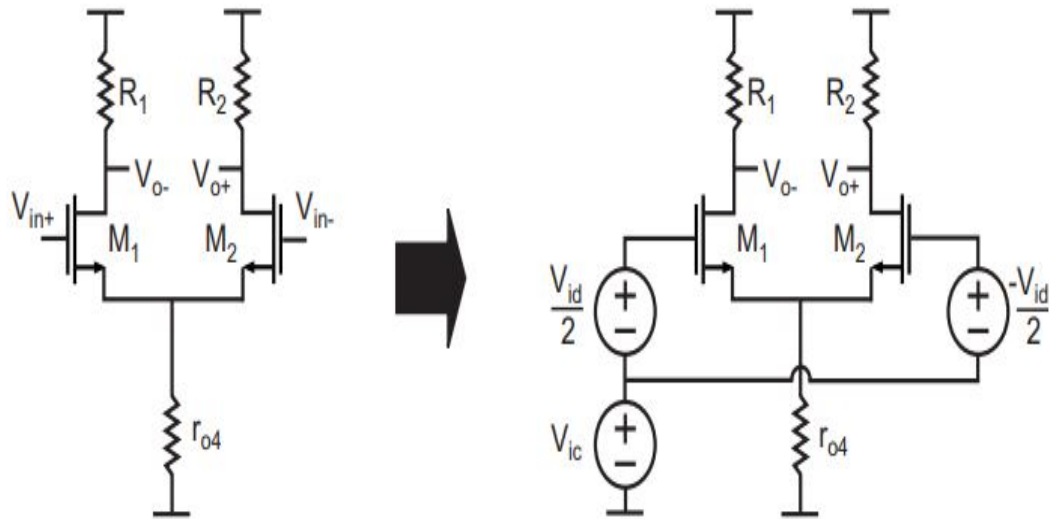 R1 R2 R1 R2
Vo- Vo+ Vo- Vo+
Vin+ Vin-
M1 M2 M1 M2
Vid/2 -Vid/2
+ +
− −
ro4 Vic + ro4
−